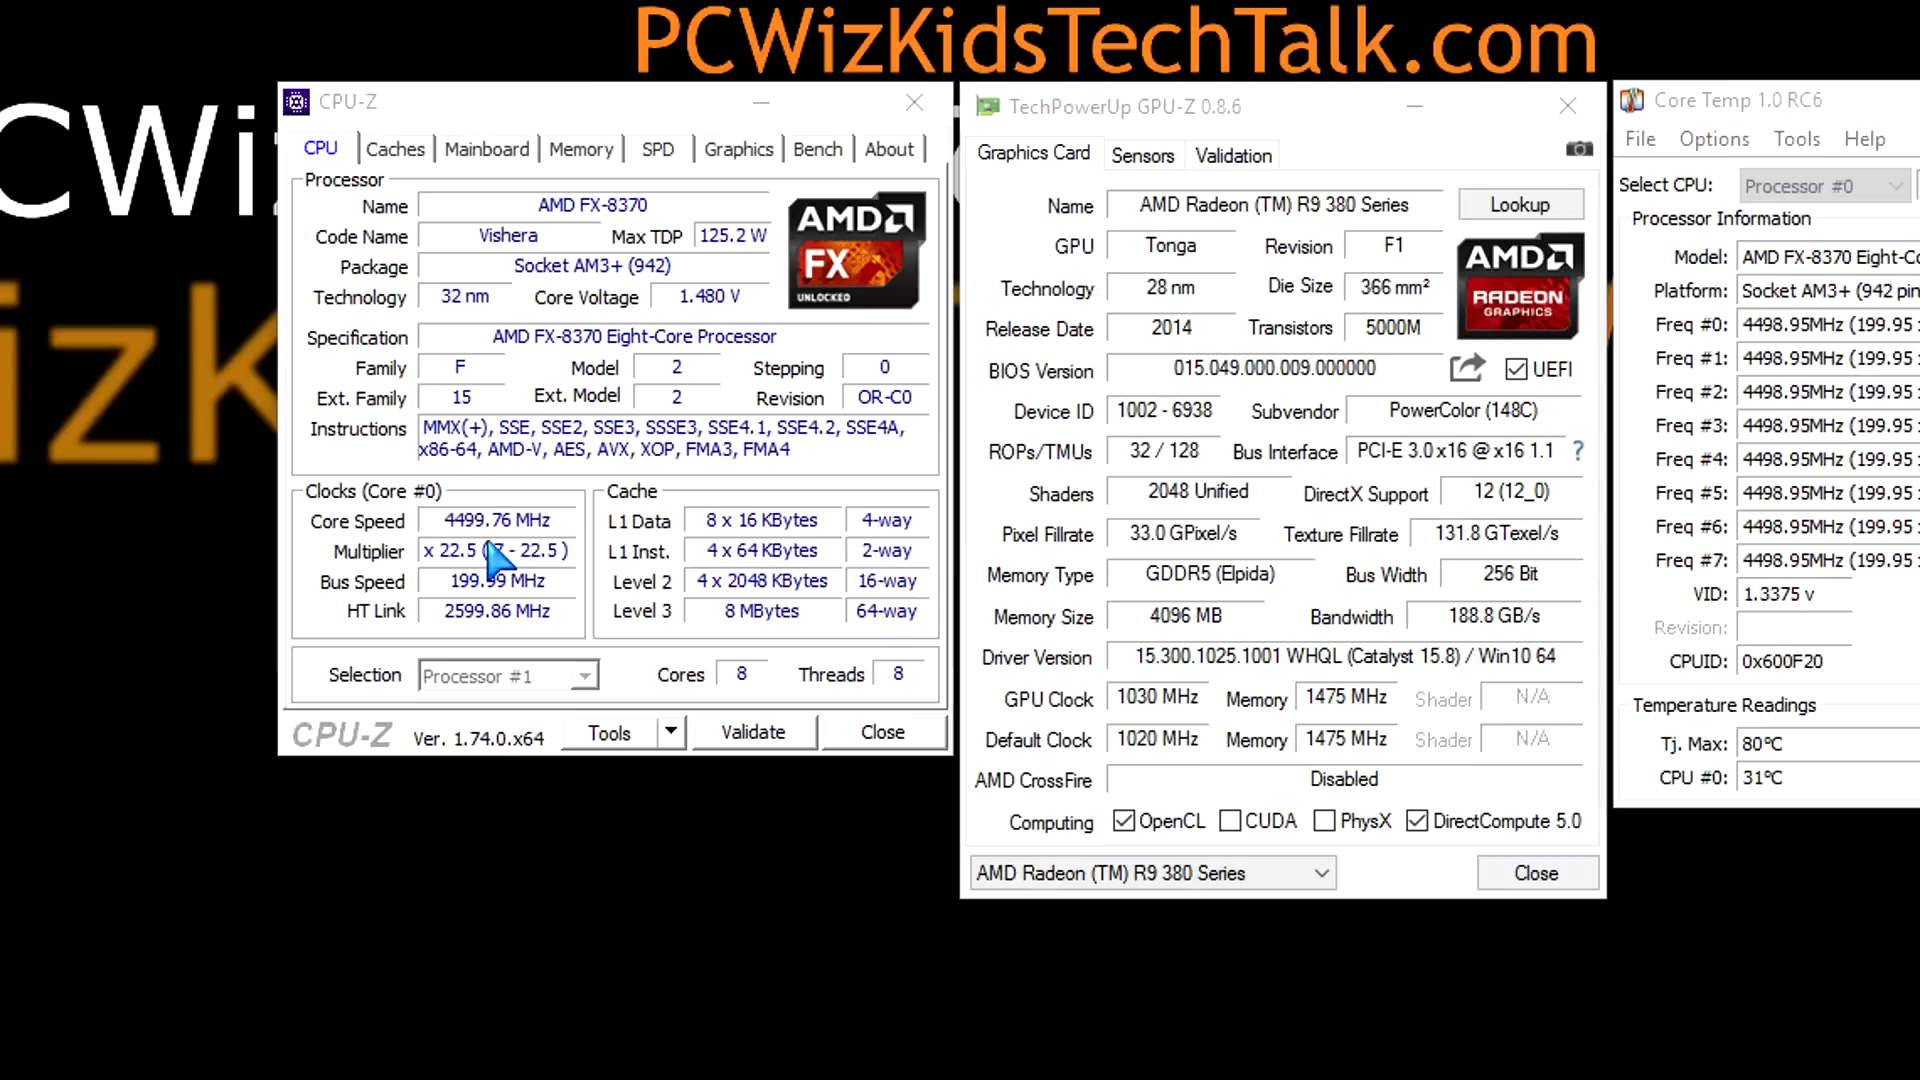 PCWizKidsTechTalk.com
CWi
izK
CPU-Z
CPU Caches Mainboard Memory SPD Graphics Bench About
Processor
Name AMD FX-8370
Code Name Vishera Max TDP 125.2 W
Package Socket AM3+ (942)
Technology 32 nm Core Voltage 1.480 V
AMD FX UNLOCKED
Specification AMD FX-8370 Eight-Core Processor
Family F Model 2 Stepping 0
Ext. Family 15 Ext. Model 2 Revision OR-C0
Instructions MMX(+), SSE, SSE2, SSE3, SSSE3, SSE4.1, SSE4.2, SSE4A,
x86-64, AMD-V, AES, AVX, XOP, FMA3, FMA4
Clocks (Core #0)
Core Speed 4499.76 MHz
Multiplier x 22.5 ( 7 - 22.5 )
Bus Speed 199.99 MHz
HT Link 2599.86 MHz
Cache
L1 Data 8 x 16 KBytes 4-way
L1 Inst. 4 x 64 KBytes 2-way
Level 2 4 x 2048 KBytes 16-way
Level 3 8 MBytes 64-way
Selection Processor #1 Cores 8 Threads 8
CPU-Z Ver. 1.74.0.x64 Tools Validate Close
TechPowerUp GPU-Z 0.8.6
Graphics Card Sensors Validation
Name AMD Radeon (TM) R9 380 Series Lookup
GPU Tonga Revision F1
Technology 28 nm Die Size 366 mm²
Release Date 2014 Transistors 5000M
AMD RADEON GRAPHICS
BIOS Version 015.049.000.009.000000 UEFI
Device ID 1002 - 6938 Subvendor PowerColor (148C)
ROPs/TMUs 32 / 128 Bus Interface PCI-E 3.0 x16 @ x16 1.1 ?
Shaders 2048 Unified DirectX Support 12 (12_0)
Pixel Fillrate 33.0 GPixel/s Texture Fillrate 131.8 GTexel/s
Memory Type GDDR5 (Elpida) Bus Width 256 Bit
Memory Size 4096 MB Bandwidth 188.8 GB/s
Driver Version 15.300.1025.1001 WHQL (Catalyst 15.8) / Win10 64
GPU Clock 1030 MHz Memory 1475 MHz Shader N/A
Default Clock 1020 MHz Memory 1475 MHz Shader N/A
AMD CrossFire Disabled
Computing OpenCL CUDA PhysX DirectCompute 5.0
AMD Radeon (TM) R9 380 Series Close
Core Temp 1.0 RC6
File Options Tools Help
Select CPU: Processor #0
Processor Information
Model: AMD FX-8370 Eight-Co
Platform: Socket AM3+ (942 pin
Freq #0: 4498.95MHz (199.95
Freq #1: 4498.95MHz (199.95
Freq #2: 4498.95MHz (199.95
Freq #3: 4498.95MHz (199.95
Freq #4: 4498.95MHz (199.95
Freq #5: 4498.95MHz (199.95
Freq #6: 4498.95MHz (199.95
Freq #7: 4498.95MHz (199.95
VID: 1.3375 v
Revision:
CPUID: 0x600F20
Temperature Readings
Tj. Max: 80°C
CPU #0: 31°C